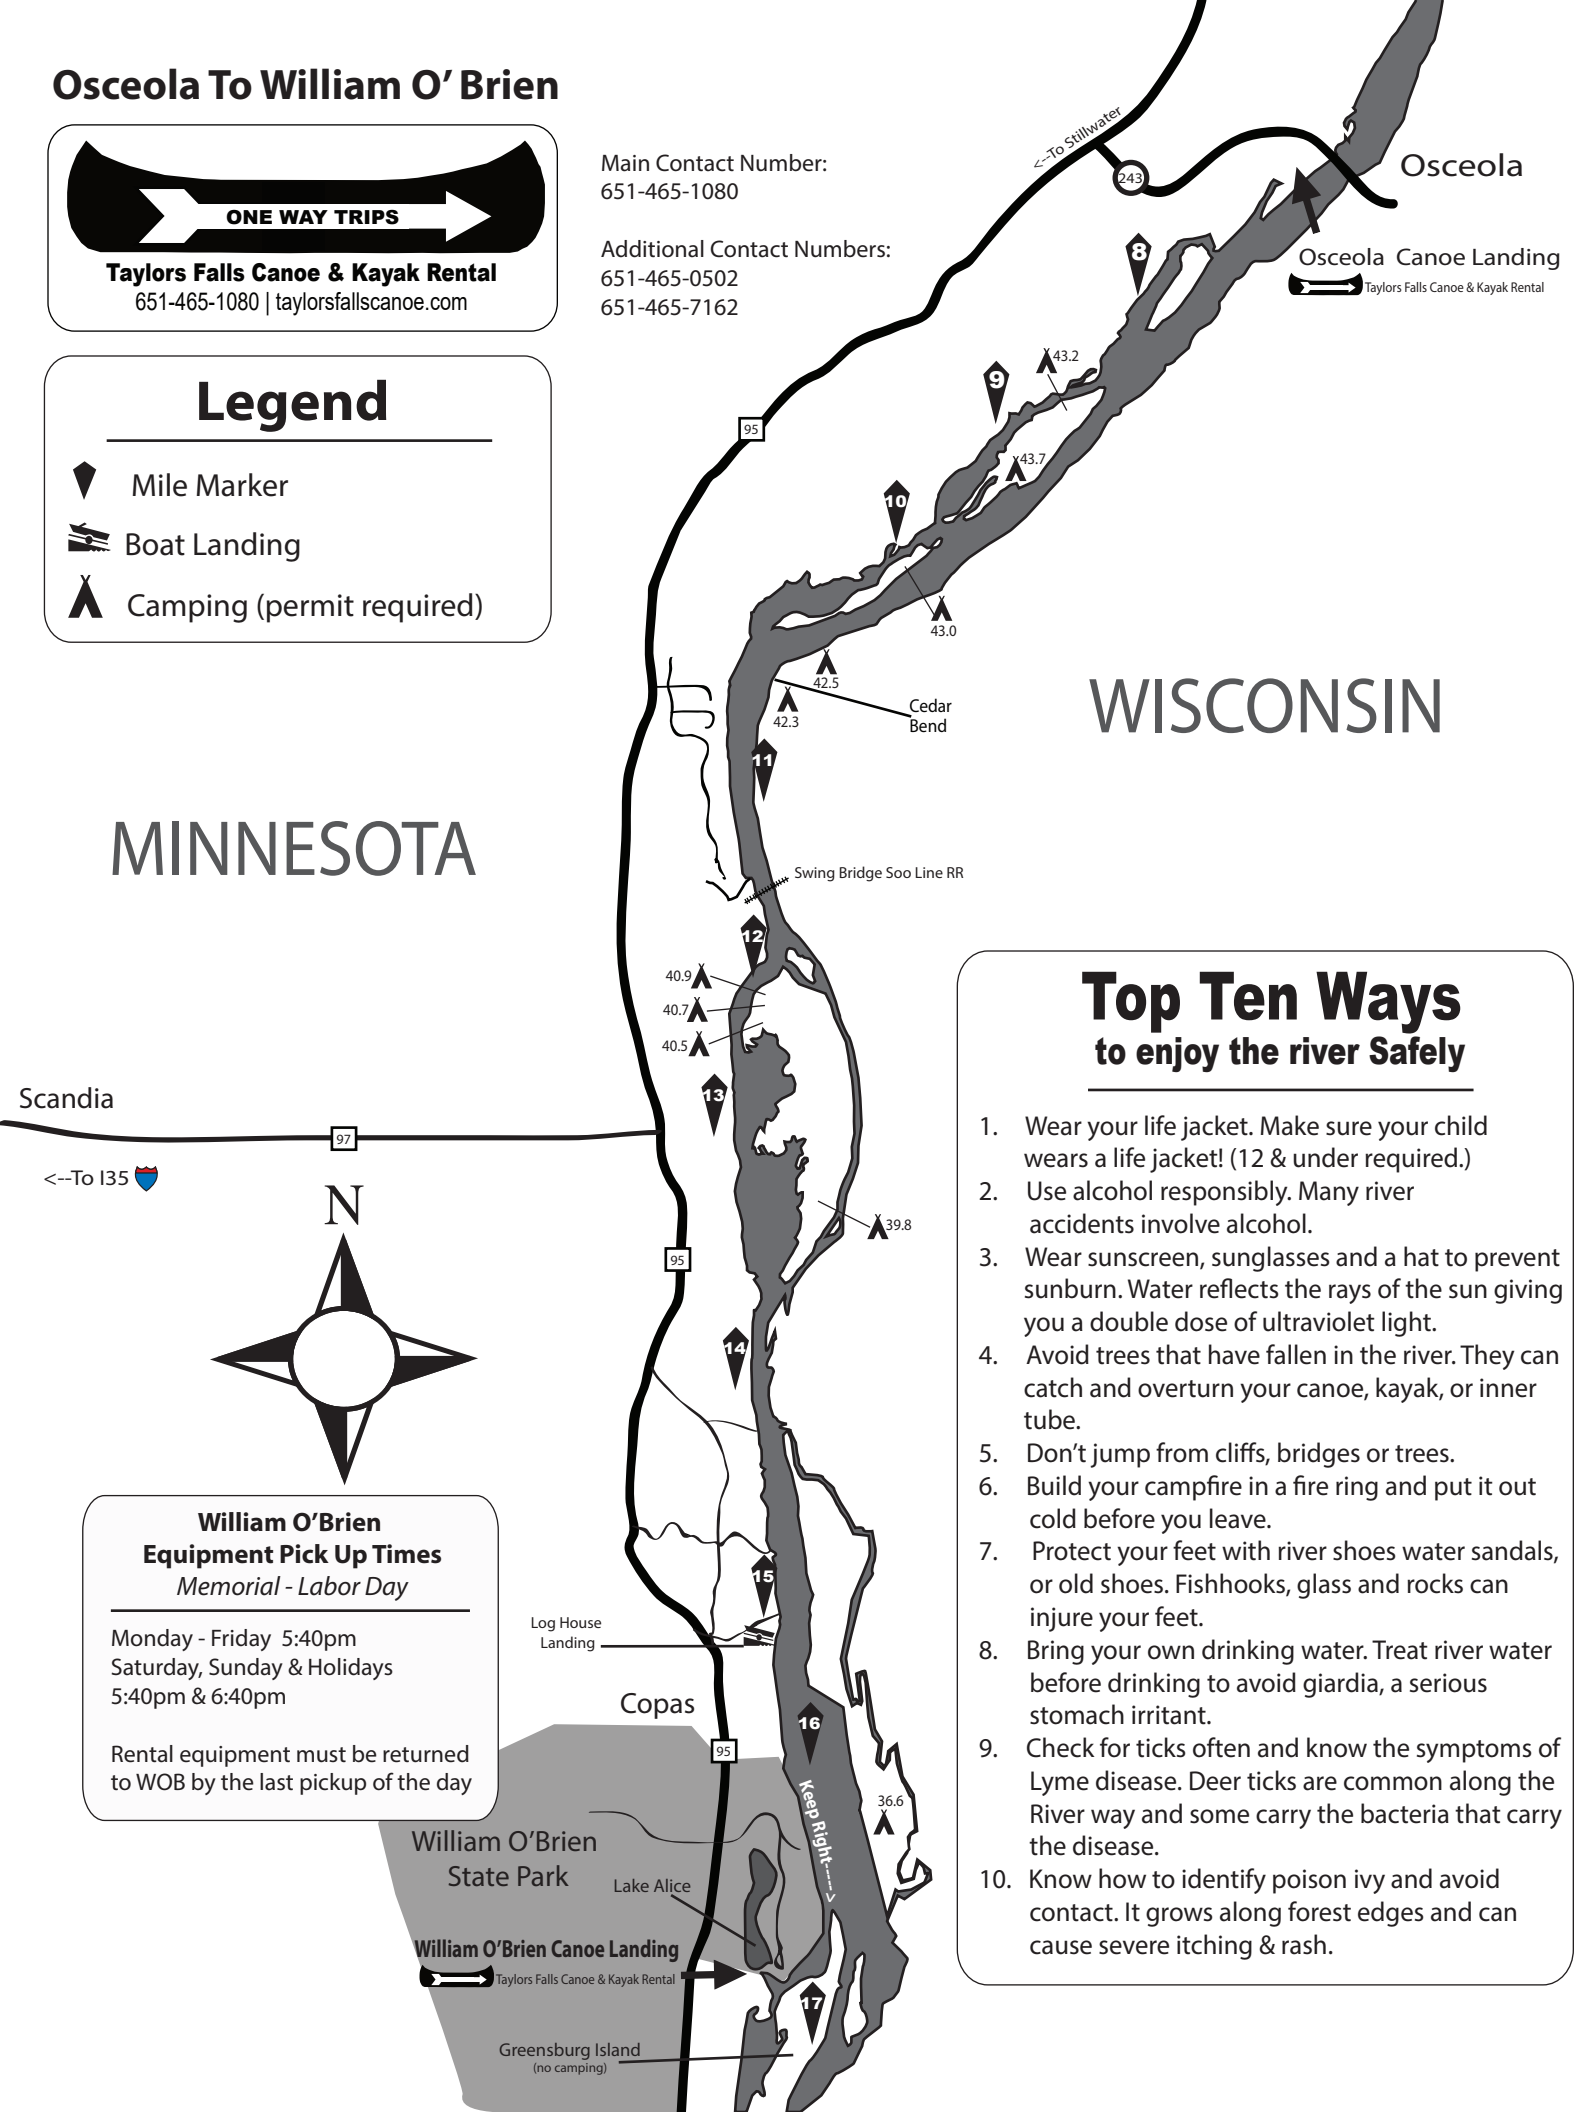 Osceola To William O' Brien
ONE WAY TRIPS
Taylors Falls Canoe & Kayak Rental
651-465-1080 | taylorsfallscanoe.com
Main Contact Number:
651-465-1080
Additional Contact Numbers:
651-465-0502
651-465-7162
Legend
Mile Marker
Boat Landing
Camping (permit required)
<--To Stillwater
243
Osceola
Osceola Canoe Landing
Taylors Falls Canoe & Kayak Rental
8
43.2
9
95
43.7
10
43.0
42.5
42.3
Cedar
Bend
WISCONSIN
11
MINNESOTA
Swing Bridge Soo Line RR
12
40.9
40.7
40.5
13
Scandia
97
<--To I35
N
39.8
95
14
William O'Brien
Equipment Pick Up Times
Memorial - Labor Day
Monday - Friday 5:40pm
Saturday, Sunday & Holidays
5:40pm & 6:40pm
Rental equipment must be returned
to WOB by the last pickup of the day
15
Log House
Landing
Copas
16
95
Keep Right----->
36.6
William O'Brien
State Park
Lake Alice
William O'Brien Canoe Landing
Taylors Falls Canoe & Kayak Rental
17
Greensburg Island
(no camping)
Top Ten Ways
to enjoy the river Safely
1. Wear your life jacket. Make sure your child
wears a life jacket! (12 & under required.)
2. Use alcohol responsibly. Many river
accidents involve alcohol.
3. Wear sunscreen, sunglasses and a hat to prevent
sunburn. Water reflects the rays of the sun giving
you a double dose of ultraviolet light.
4. Avoid trees that have fallen in the river. They can
catch and overturn your canoe, kayak, or inner
tube.
5. Don't jump from cliffs, bridges or trees.
6. Build your campfire in a fire ring and put it out
cold before you leave.
7. Protect your feet with river shoes water sandals,
or old shoes. Fishhooks, glass and rocks can
injure your feet.
8. Bring your own drinking water. Treat river water
before drinking to avoid giardia, a serious
stomach irritant.
9. Check for ticks often and know the symptoms of
Lyme disease. Deer ticks are common along the
River way and some carry the bacteria that carry
the disease.
10. Know how to identify poison ivy and avoid
contact. It grows along forest edges and can
cause severe itching & rash.